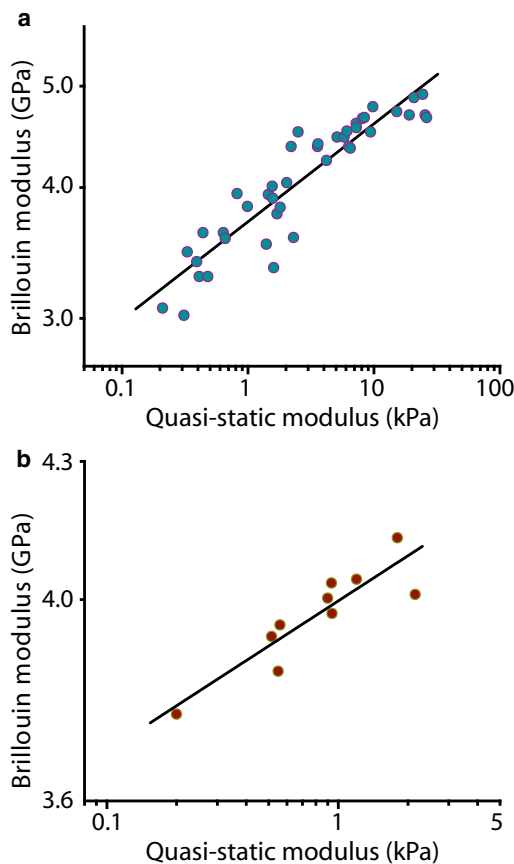 a
Brillouin modulus (GPa)
5.0
4.0
3.0
0.1
1
10
100
Quasi-static modulus (kPa)
b
Brillouin modulus (GPa)
4.3
4.0
3.6
0.1
1
5
Quasi-static modulus (kPa)